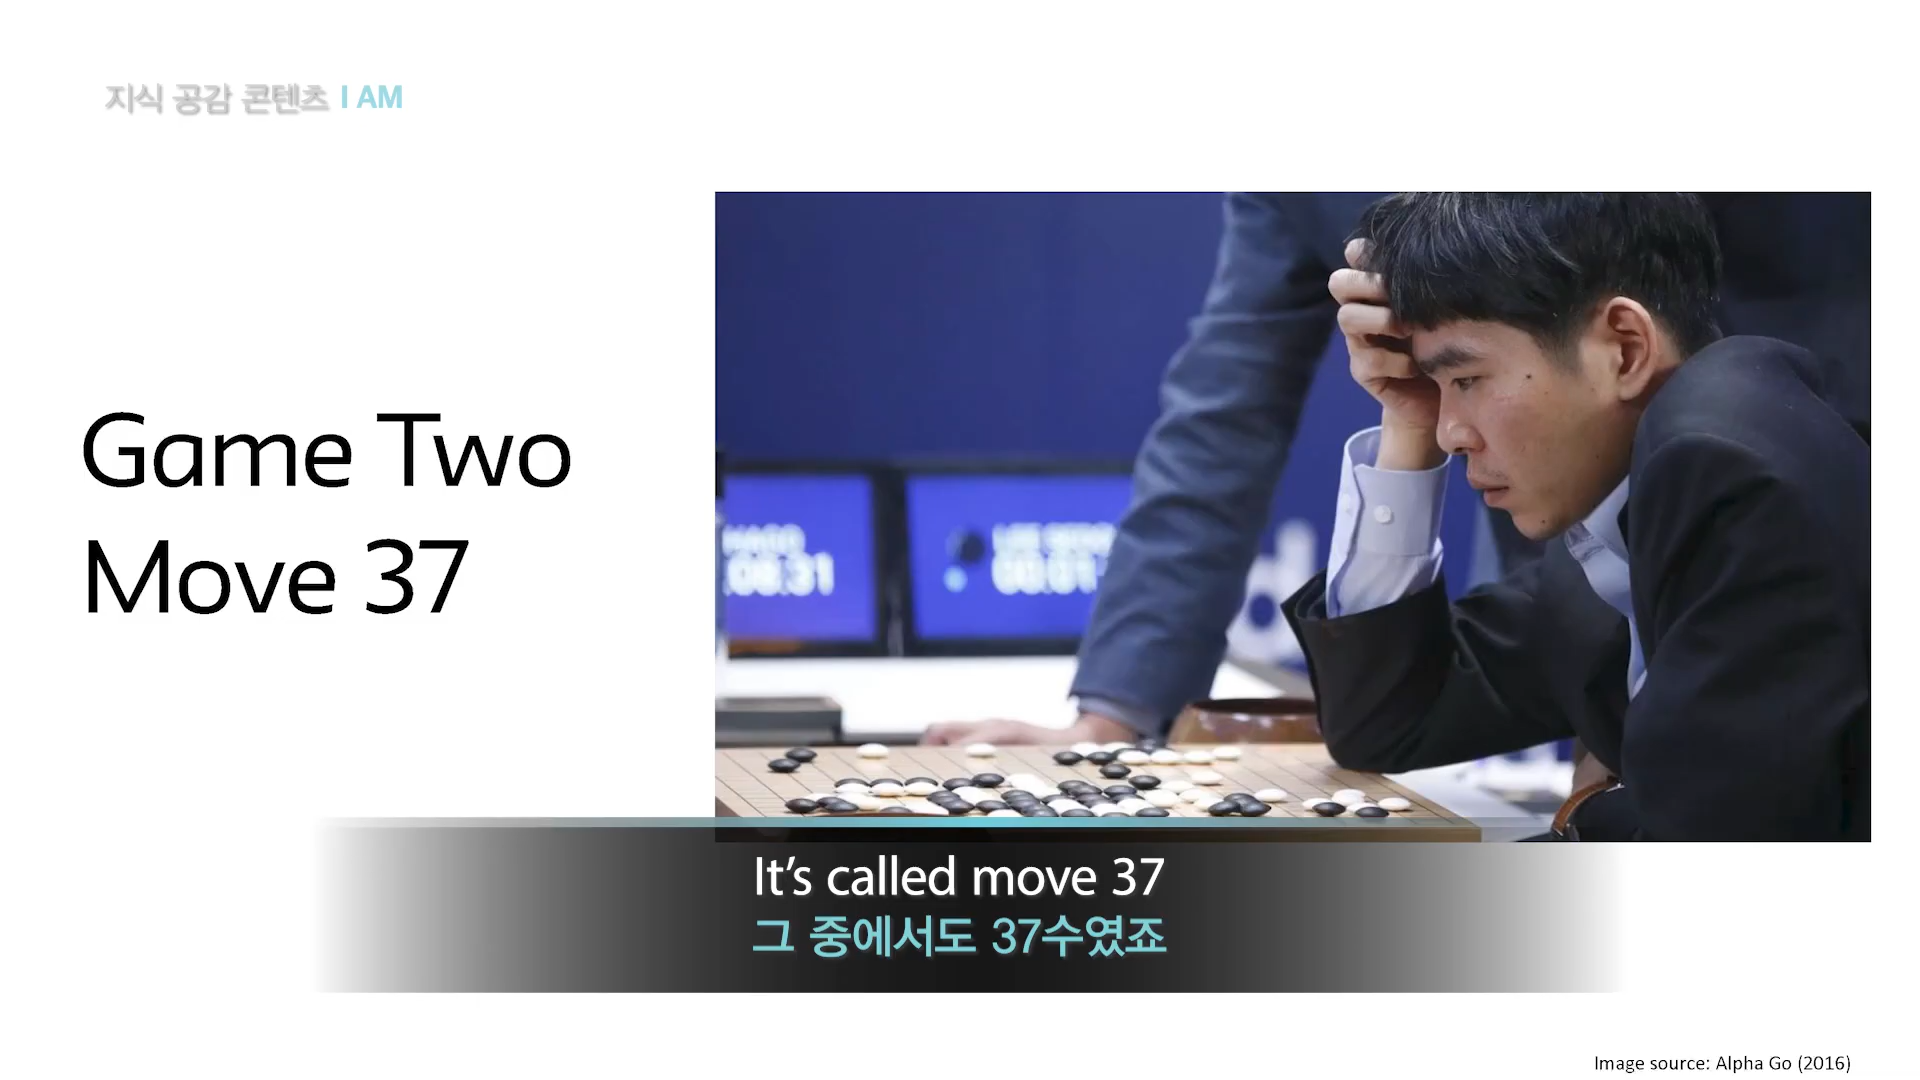 지식 공감 콘텐츠 I AM
Game Two
Move 37
It's called move 37
그 중에서도 37수였죠
Image source: Alpha Go (2016)